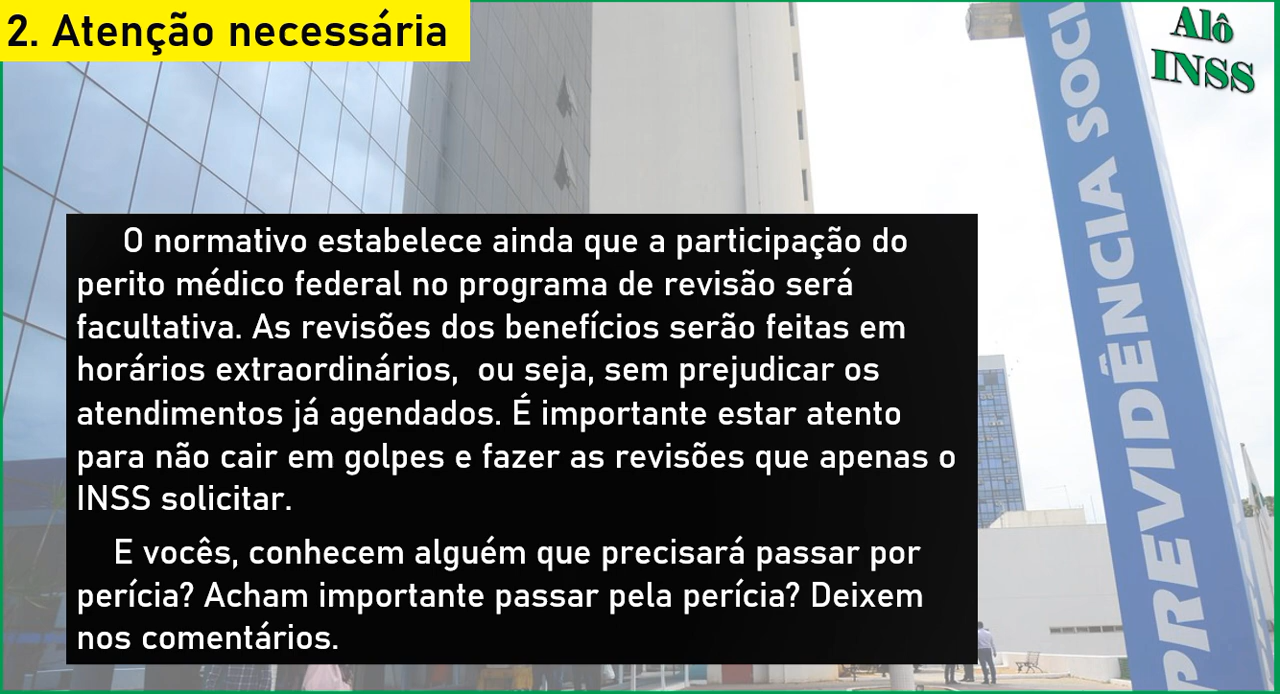 2. Atenção necessária
Alô
INSS
PREVIDÊNCIA SOCI
O normativo estabelece ainda que a participação do
perito médico federal no programa de revisão será
facultativa. As revisões dos benefícios serão feitas em
horários extraordinários,  ou seja, sem prejudicar os
atendimentos já agendados. É importante estar atento
para não cair em golpes e fazer as revisões que apenas o
INSS solicitar.
E vocês, conhecem alguém que precisará passar por
perícia? Acham importante passar pela perícia? Deixem
nos comentários.